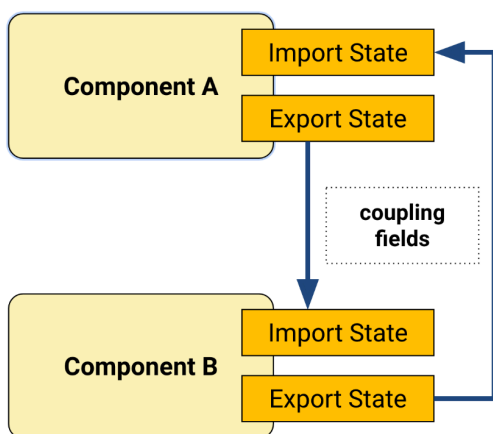 Component A
Import State
Export State
coupling
fields
Component B
Import State
Export State